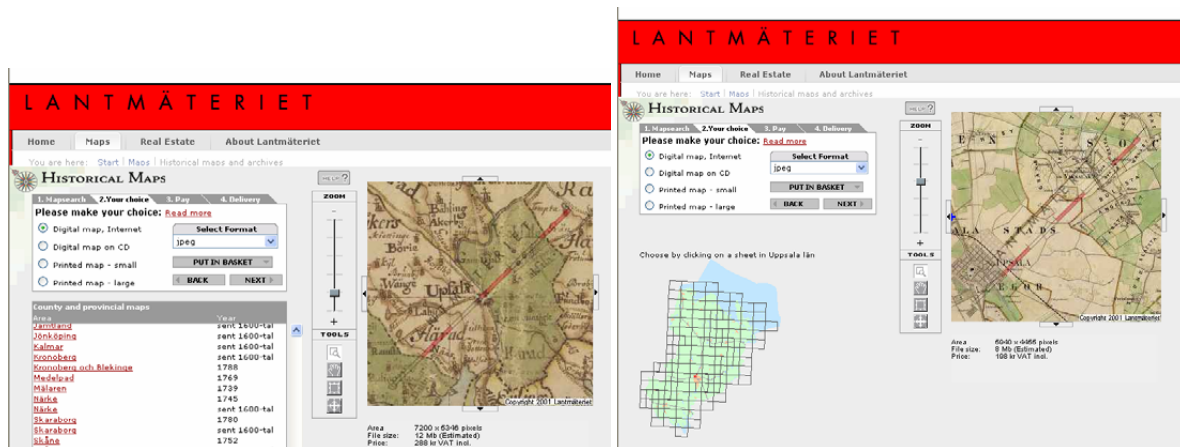 LANTMÄTERIET
Home Maps Real Estate About Lantmäteriet
You are here: Start | Maps | Historical maps and archives
HISTORICAL MAPS
HELP ?
1. Mapsearch 2.Your choice 3. Pay 4. Delivery
Please make your choice: Read more
Digital map, Internet
Digital map on CD
Printed map - small
Printed map - large
Select Format
jpeg
PUT IN BASKET
BACK NEXT
County and provincial maps
Area Year
Jämtland sent 1600-tal
Jönköping sent 1600-tal
Kalmar sent 1600-tal
Kronoberg sent 1600-tal
Kronoberg och Blekinge 1788
Medelpad 1769
Mälaren 1739
Närke 1745
Närke sent 1600-tal
Skaraborg 1780
Skaraborg sent 1600-tal
Skåne 1752
ZOOM
-
+
TOOLS
Upsala
Copyright 2001 Lantmäteriet
Area 7200 x 6346 pixels
File size: 12 Mb (Estimated)
Price: 288 kr VAT incl.
LANTMÄTERIET
Home Maps Real Estate About Lantmäteriet
You are here: Start | Maps | Historical maps and archives
HISTORICAL MAPS
HELP ?
1. Mapsearch 2.Your choice 3. Pay 4. Delivery
Please make your choice: Read more
Digital map, Internet
Digital map on CD
Printed map - small
Printed map - large
Select Format
jpeg
PUT IN BASKET
BACK NEXT
Choose by clicking on a sheet in Uppsala län
ZOOM
-
+
TOOLS
STADS
UPSALA
Copyright 2001 Lantmäteriet
Area
File size: 8 Mb (Estimated)
Price: 198 kr VAT incl.